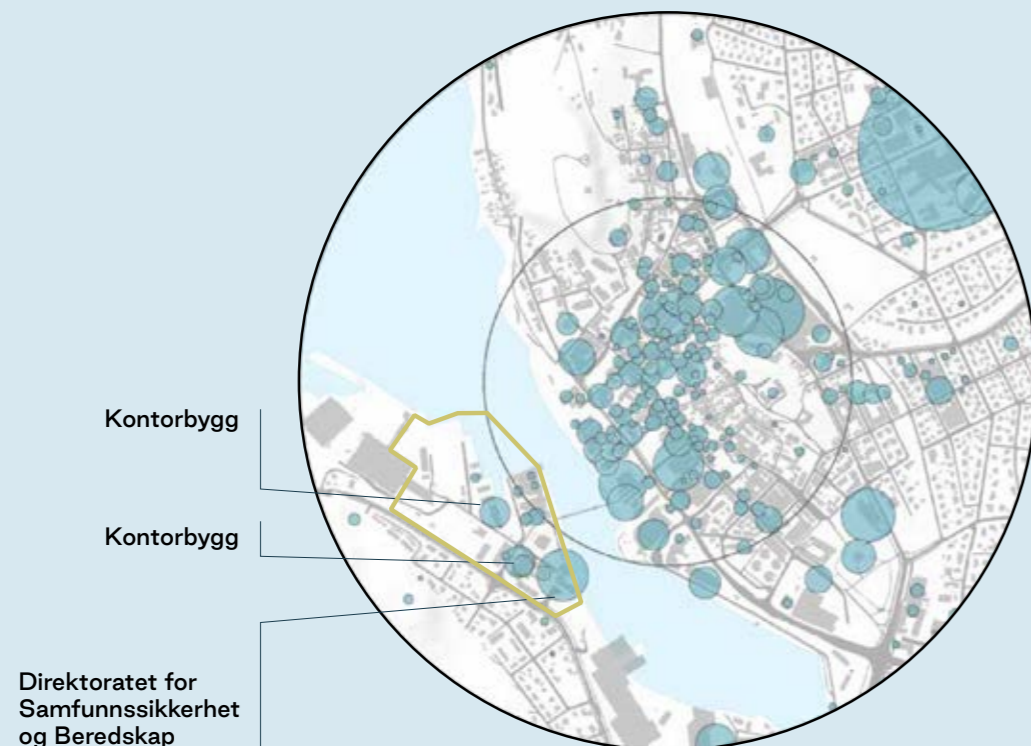 Kontorbygg
Kontorbygg
Direktoratet for
Samfunnssikkerhet
og Beredskap